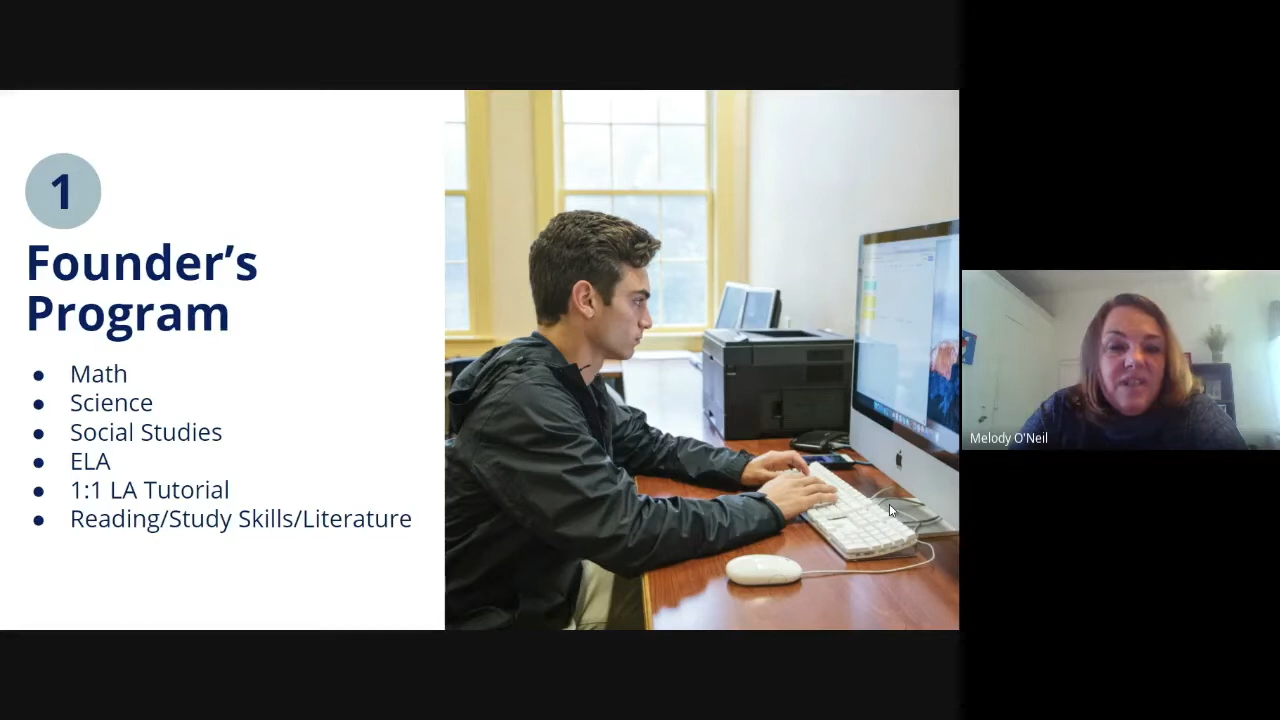 1
Founder’s
Program
● Math
● Science
● Social Studies
● ELA
● 1:1 LA Tutorial
● Reading/Study Skills/Literature
Melody O'Neil